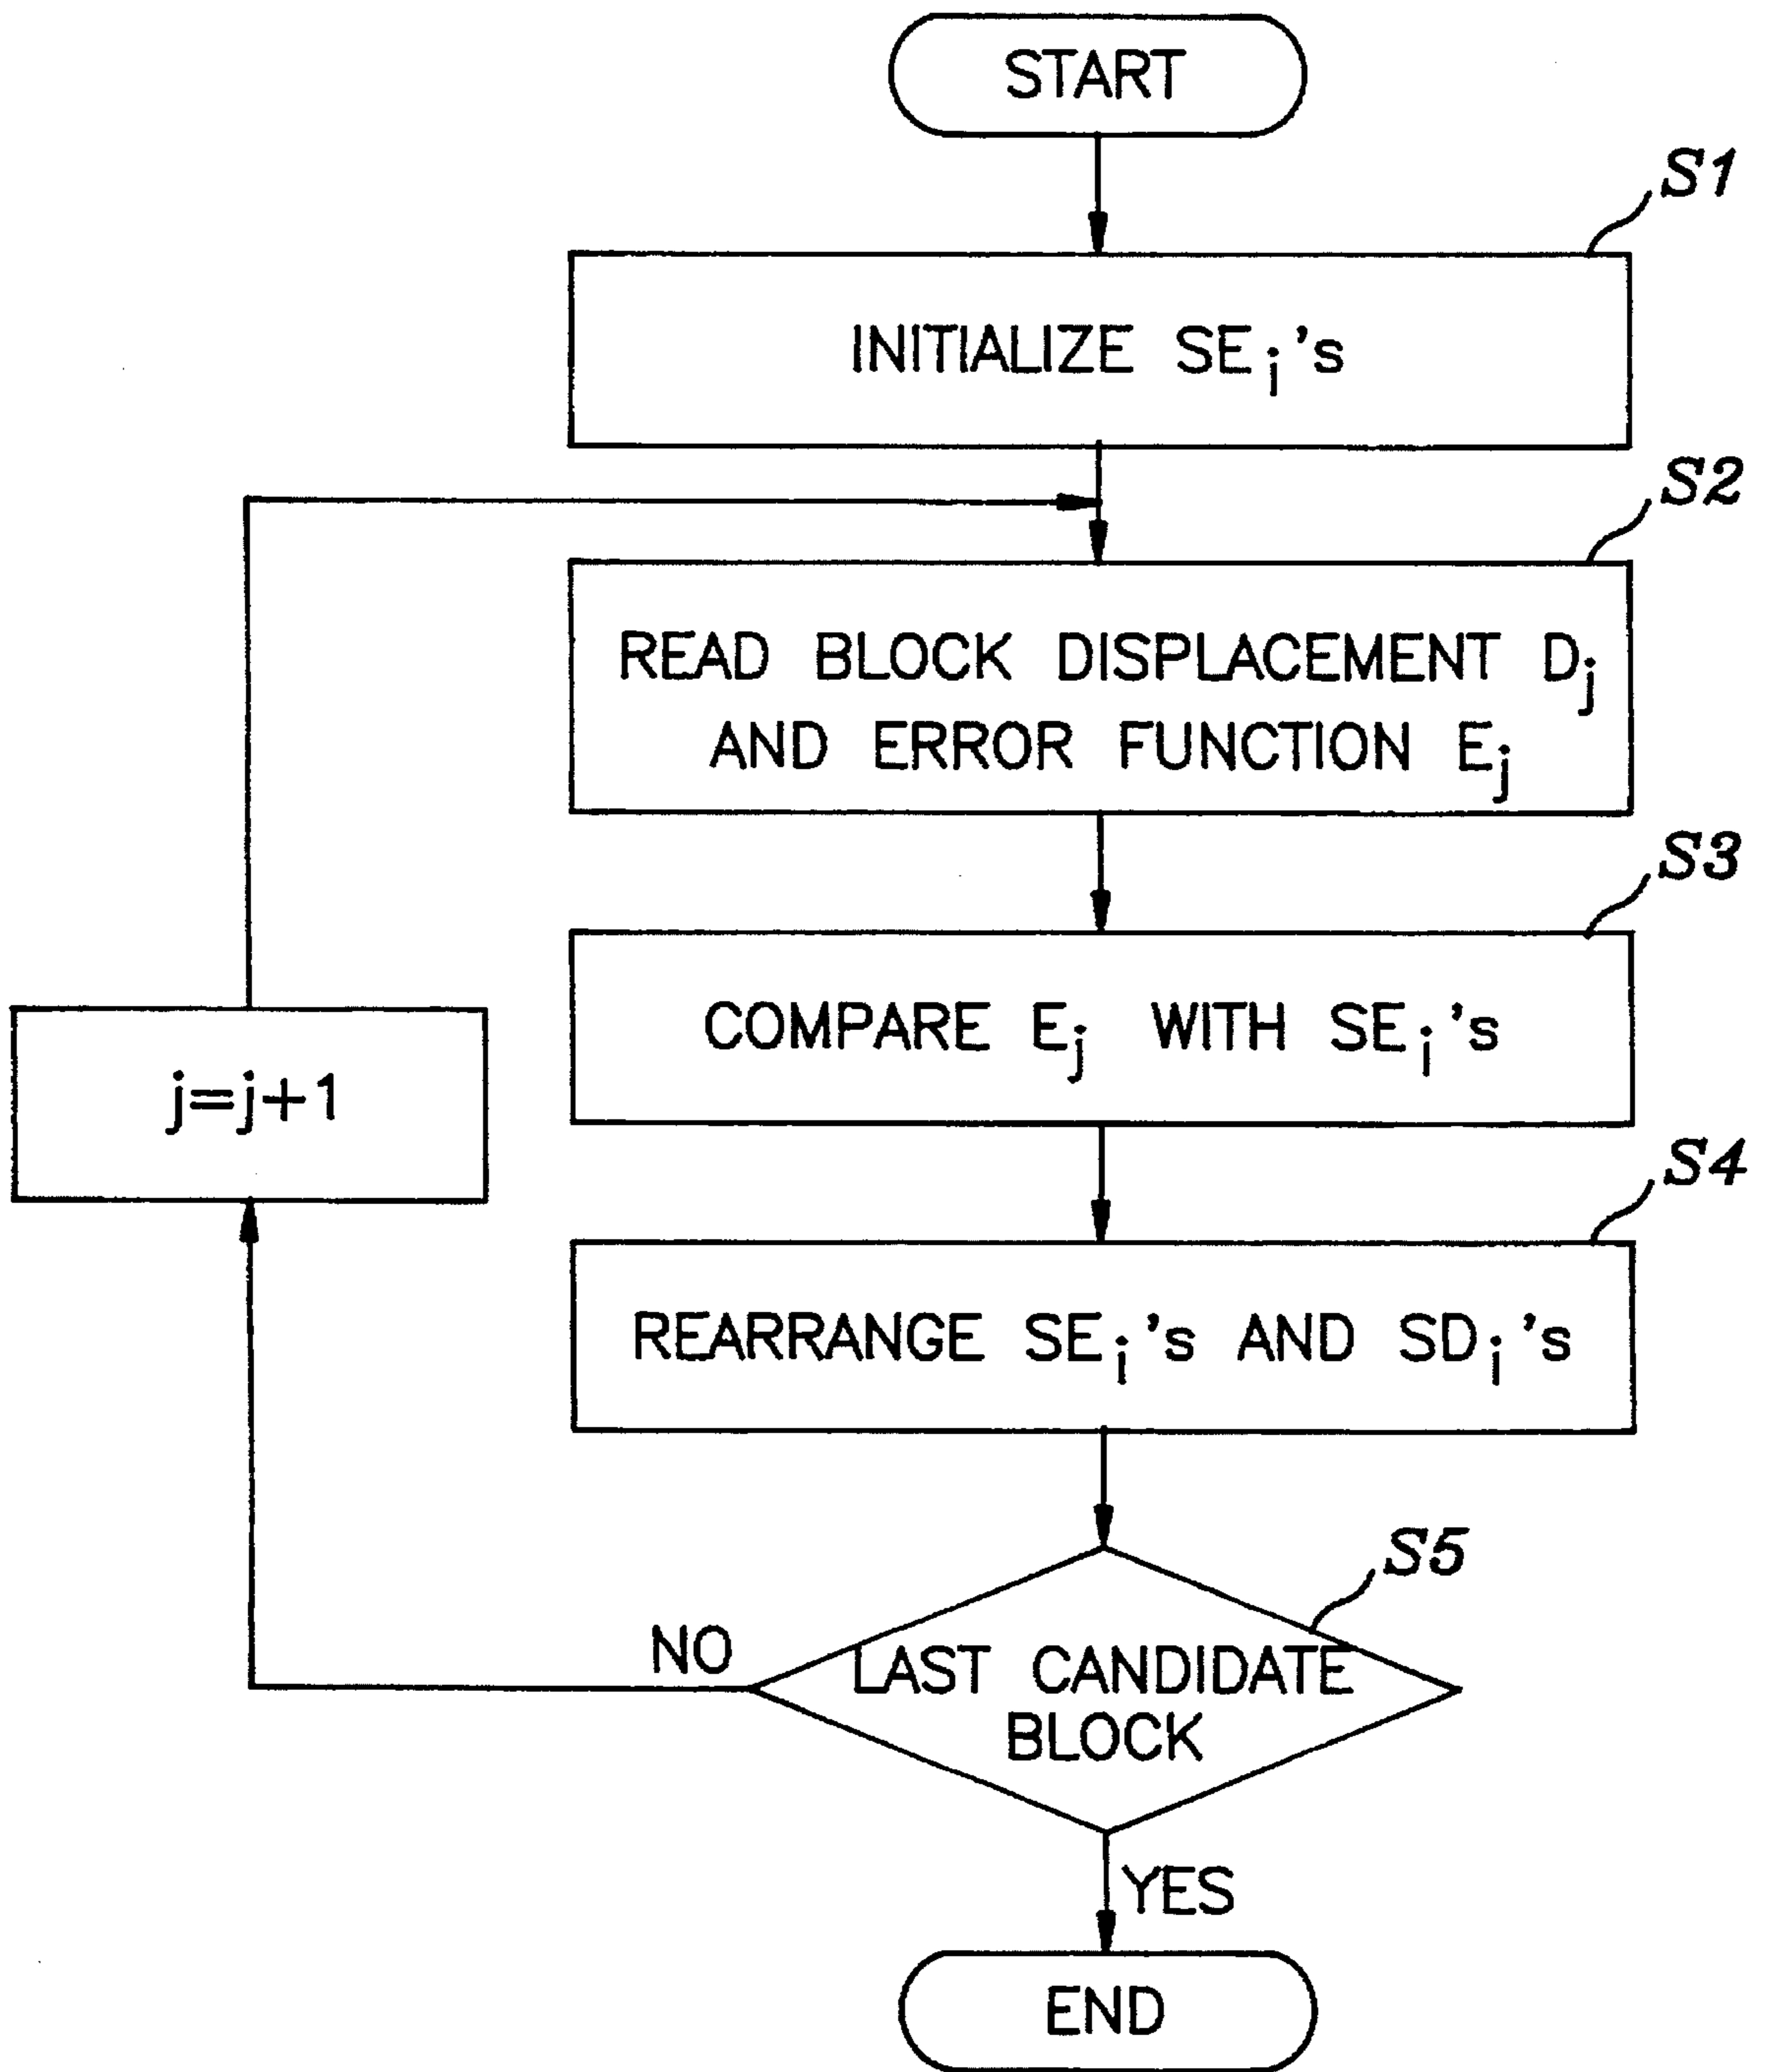 START
S1
INITIALIZE SEᵢ's
S2
READ BLOCK DISPLACEMENT Dⱼ
AND ERROR FUNCTION Eⱼ
S3
COMPARE Eⱼ WITH SEᵢ's
j=j+1
S4
REARRANGE SEᵢ's AND SDᵢ's
S5
NO
LAST CANDIDATE
BLOCK
YES
END